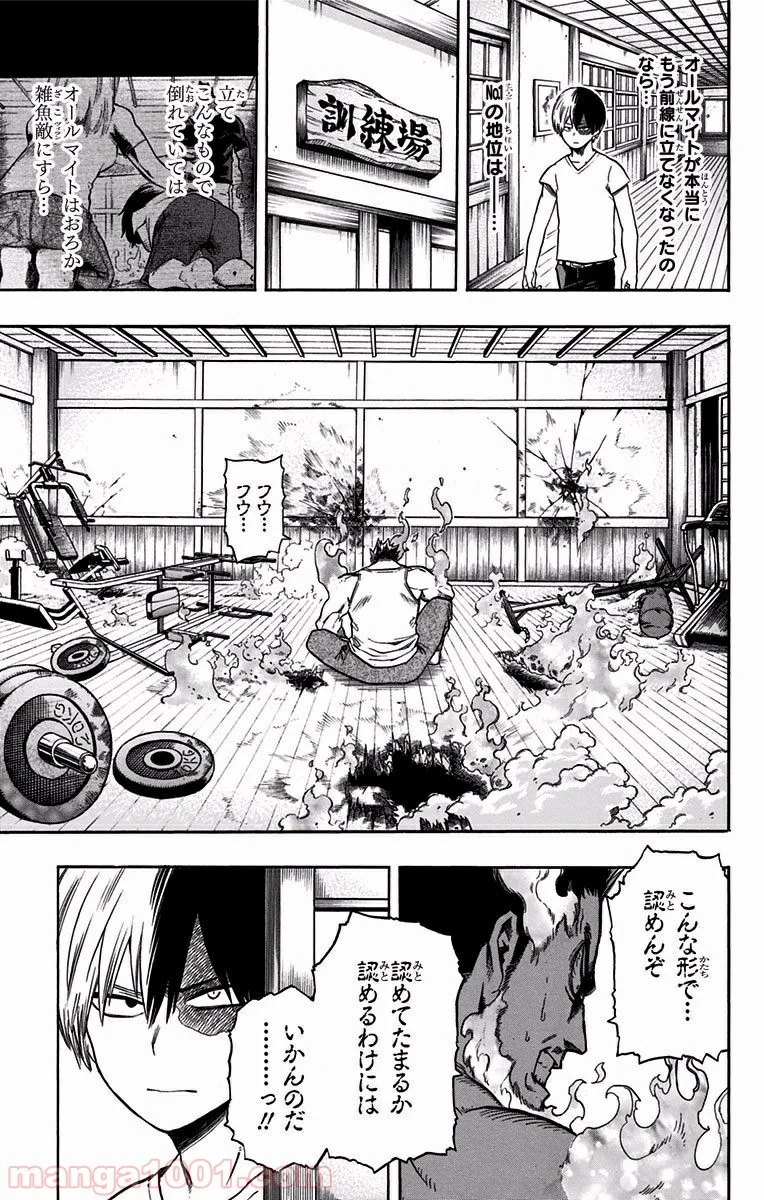 オールマイトが本当に
もう前線に立てなくなったの
なら…
No.1の地位は
………
訓練場
立て
こんなもので
倒れていては
オールマイトはおろか
雑魚敵にすら…
フウ…
フウ…
こんな形で…
認めんぞ
認めてたまるか
認めるわけには
いかんのだ
………っ!!
50KG
0KG
manga1001.com